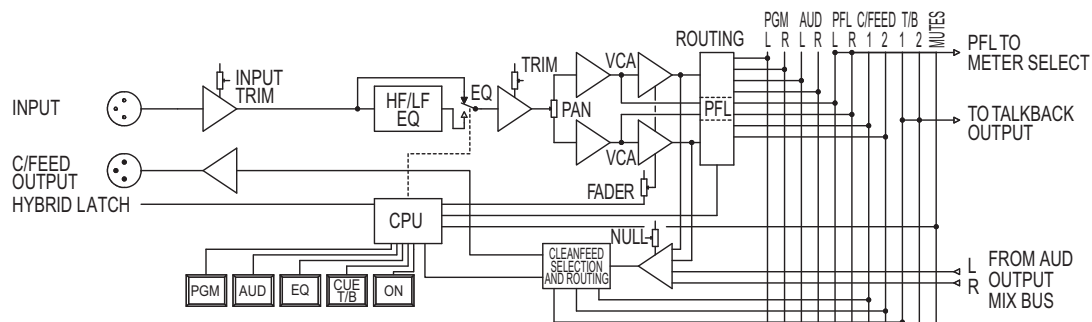 PGM AUD PFL C/FEED T/B MUTES
L R L R L R 1 2 1 2
ROUTING
PFL TO
METER SELECT
INPUT
INPUT
TRIM
HF/LF
EQ
EQ
TRIM
PAN
VCA
VCA
PFL
TO TALKBACK
OUTPUT
C/FEED
OUTPUT
HYBRID LATCH
FADER
CPU
NULL
CLEANFEED
SELECTION
AND ROUTING
PGM
AUD
EQ
CUE
T/B
ON
L
R
FROM AUD
OUTPUT
MIX BUS